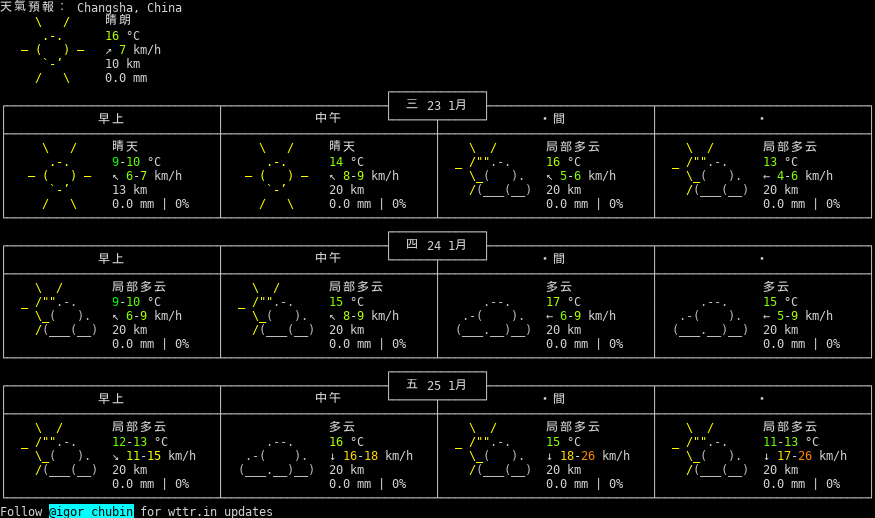 天氣預報： Changsha, China
晴朗
16 °C
↗ 7 km/h
10 km
0.0 mm
三 23 1月
早上 中午 ·間 ·
晴天 晴天 局部多云 局部多云
9-10 °C 14 °C 16 °C 13 °C
↖ 6-7 km/h ↖ 8-9 km/h ↖ 5-6 km/h ← 4-6 km/h
13 km 20 km 20 km 20 km
0.0 mm | 0% 0.0 mm | 0% 0.0 mm | 0% 0.0 mm | 0%
四 24 1月
早上 中午 ·間 ·
局部多云 局部多云 多云 多云
9-10 °C 15 °C 17 °C 15 °C
↖ 6-9 km/h ↖ 8-9 km/h ← 6-9 km/h ← 5-9 km/h
20 km 20 km 20 km 20 km
0.0 mm | 0% 0.0 mm | 0% 0.0 mm | 0% 0.0 mm | 0%
五 25 1月
早上 中午 ·間 ·
局部多云 多云 局部多云 局部多云
12-13 °C 16 °C 15 °C 11-13 °C
↘ 11-15 km/h ↓ 16-18 km/h ↓ 18-26 km/h ↓ 17-26 km/h
20 km 20 km 20 km 20 km
0.0 mm | 0% 0.0 mm | 0% 0.0 mm | 0% 0.0 mm | 0%
Follow @igor_chubin for wttr.in updates